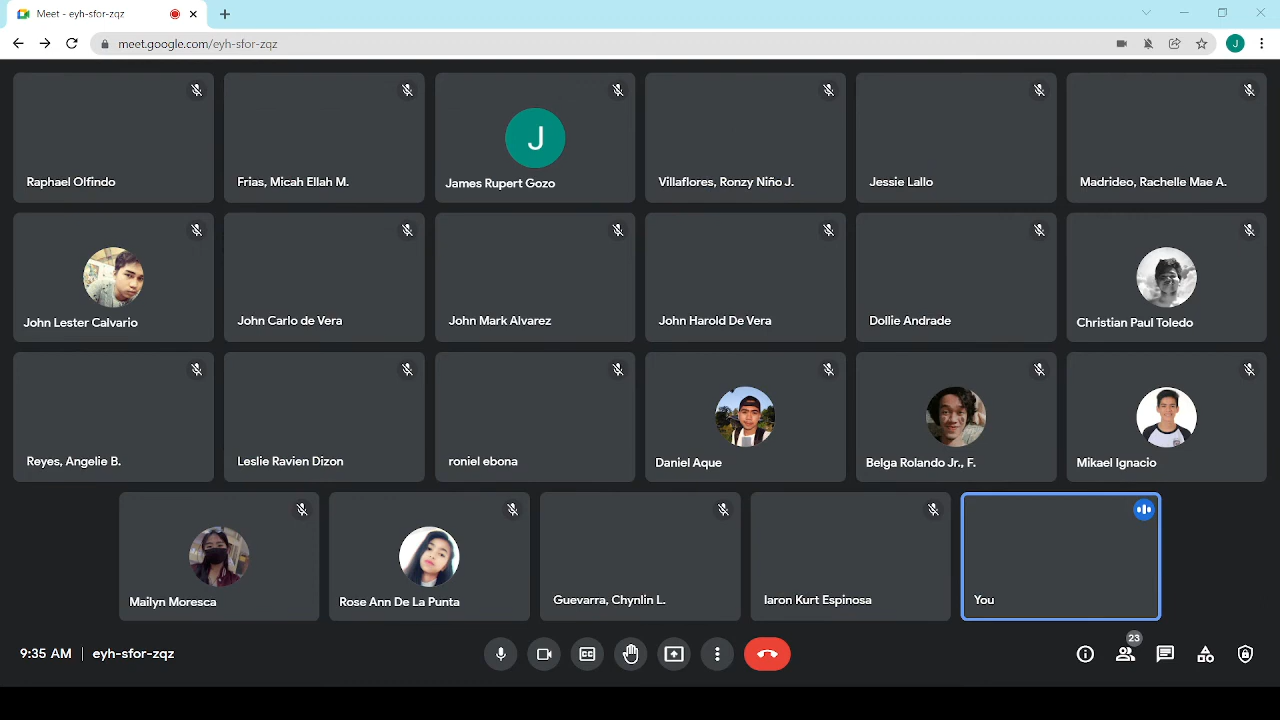 Meet - eyh-sfor-zqz
meet.google.com/eyh-sfor-zqz
J
Raphael Olfindo
Frias, Micah Ellah M.
J
James Rupert Gozo
Villaflores, Ronzy Niño J.
Jessie Lallo
Madrideo, Rachelle Mae A.
John Lester Calvario
John Carlo de Vera
John Mark Alvarez
John Harold De Vera
Dollie Andrade
Christian Paul Toledo
Reyes, Angelie B.
Leslie Ravien Dizon
roniel ebona
Daniel Aque
Belga Rolando Jr., F.
Mikael Ignacio
Mailyn Moresca
Rose Ann De La Punta
Guevarra, Chynlin L.
Iaron Kurt Espinosa
You
9:35 AM | eyh-sfor-zqz
CC
23